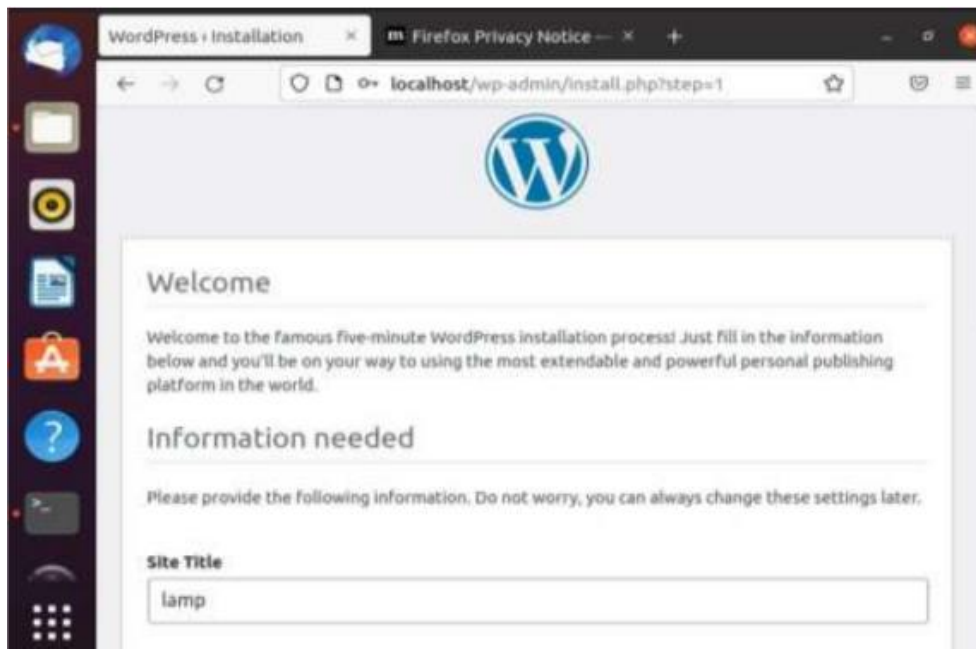 WordPress › Installation
Firefox Privacy Notice —
localhost/wp-admin/install.php?step=1
Welcome
Welcome to the famous five-minute WordPress installation process! Just fill in the information
below and you'll be on your way to using the most extendable and powerful personal publishing
platform in the world.
Information needed
Please provide the following information. Do not worry, you can always change these settings later.
Site Title
lamp